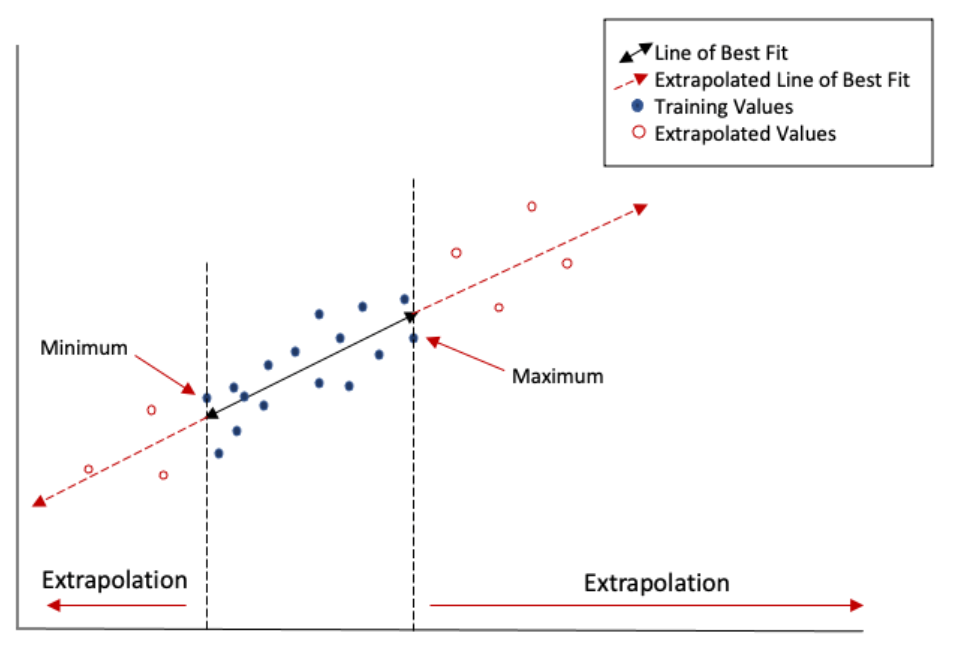 Line of Best Fit
Extrapolated Line of Best Fit
Training Values
Extrapolated Values
Minimum
Maximum
Extrapolation
Extrapolation